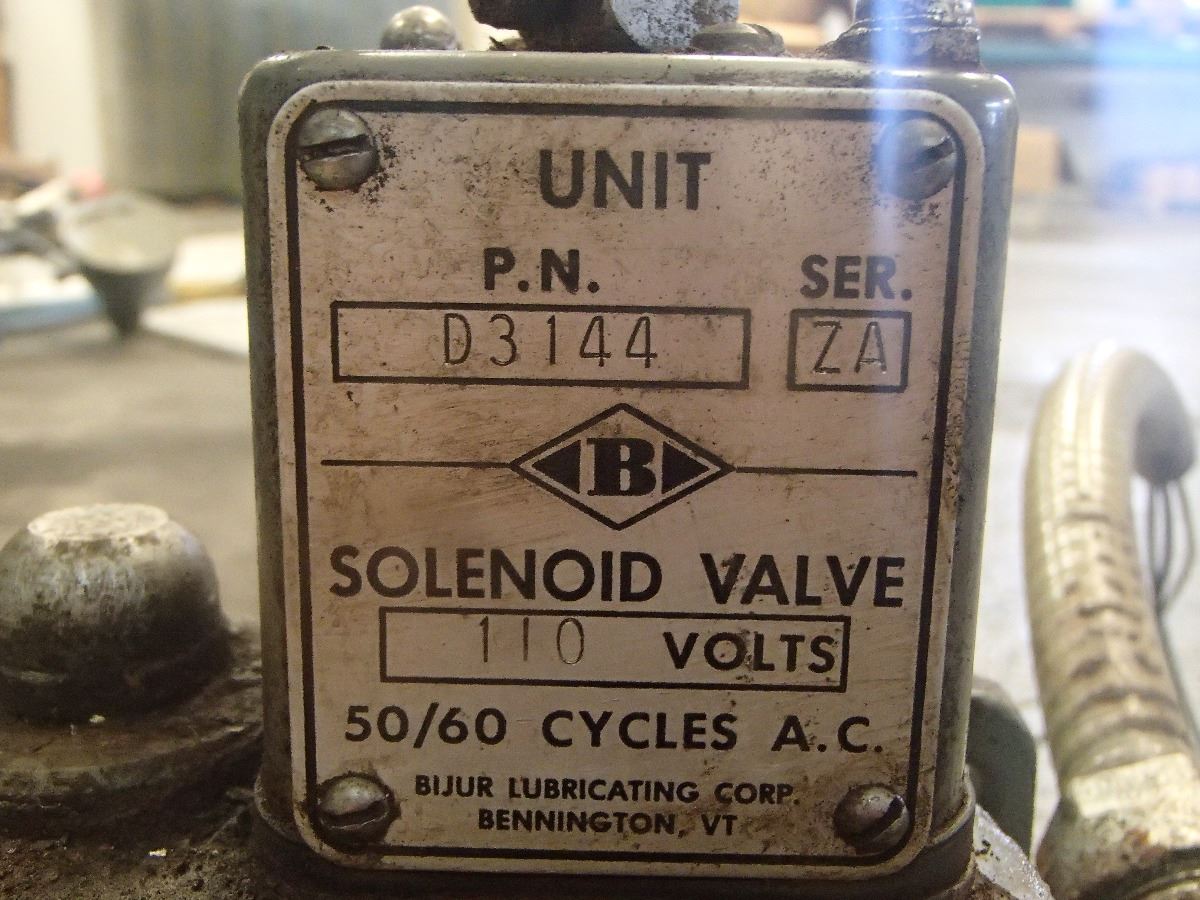 UNIT
P.N. SER.
D3144 ZA
B
SOLENOID VALVE
110 VOLTS
50/60 CYCLES A.C.
BIJUR LUBRICATING CORP.
BENNINGTON, VT